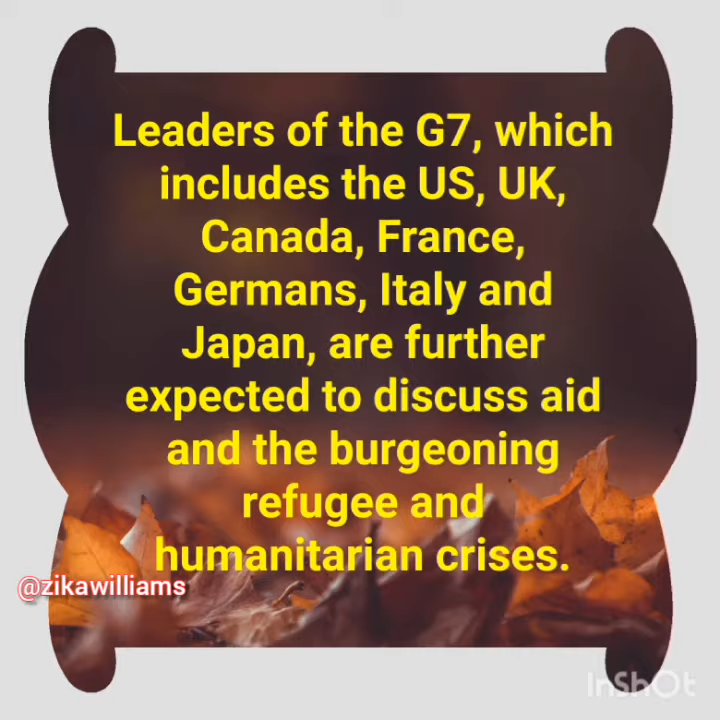 Leaders of the G7, which
includes the US, UK,
Canada, France,
Germans, Italy and
Japan, are further
expected to discuss aid
and the burgeoning
refugee and
humanitarian crises.
@zikawilliams
InShOt